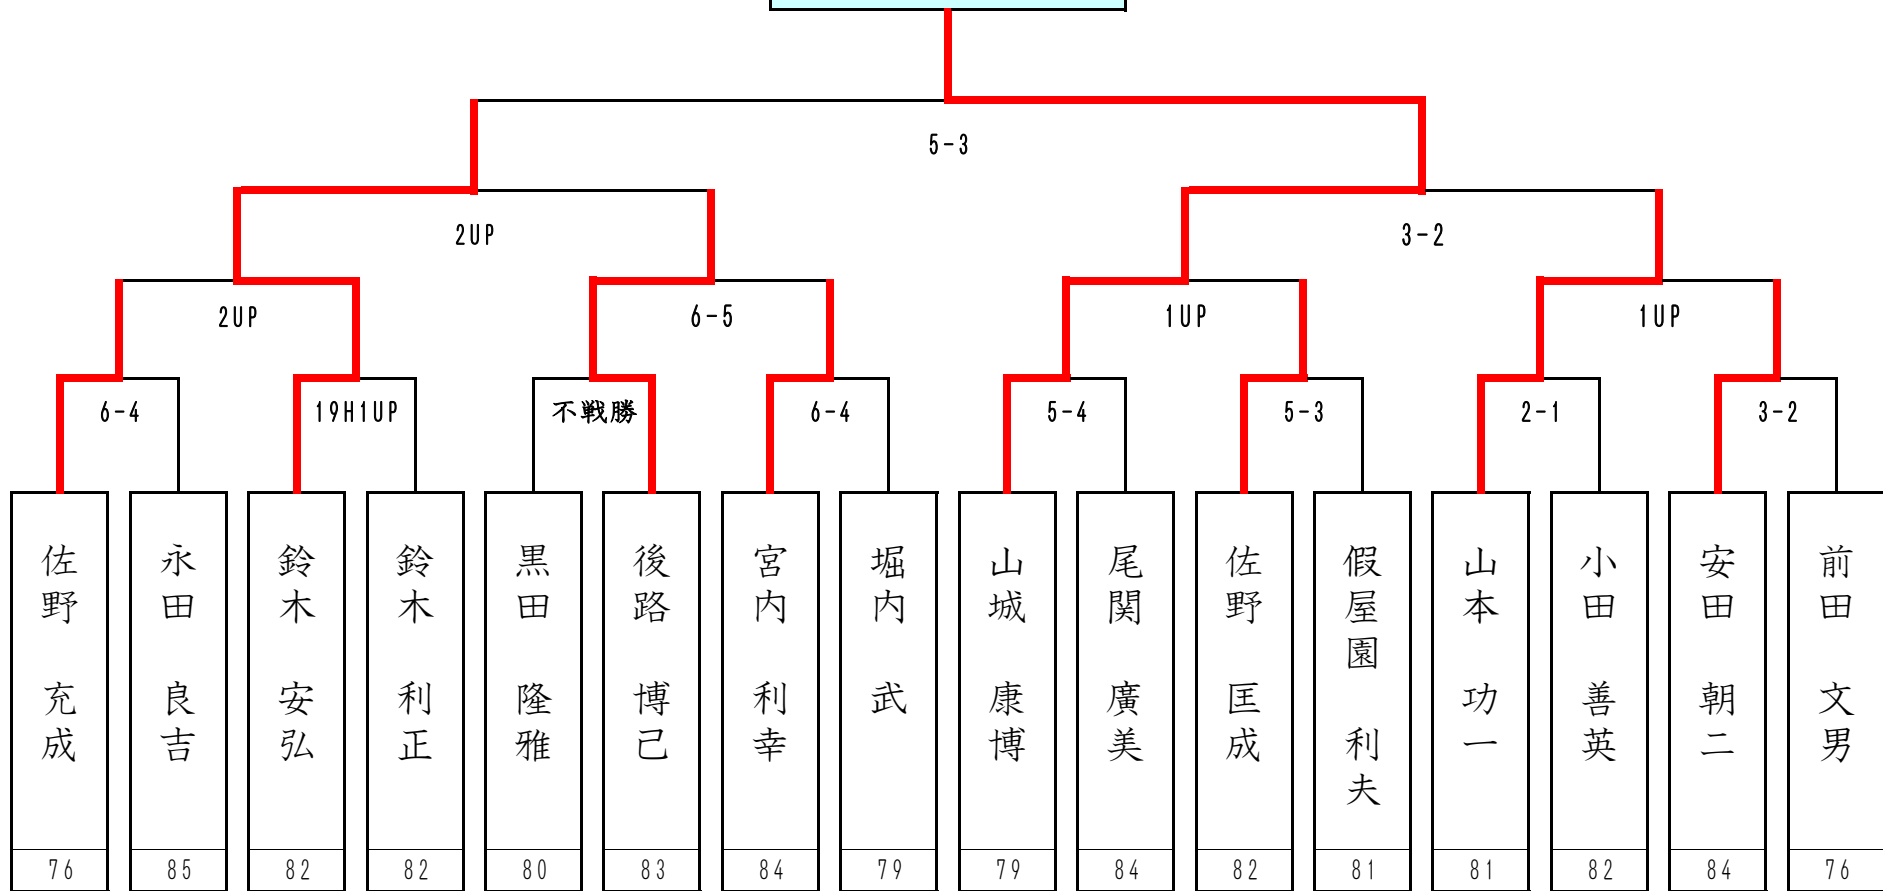 5-3
2UP
3-2
2UP
6-5
1UP
1UP
6-4
19H1UP
不戦勝
6-4
5-4
5-3
2-1
3-2
佐野 充成
永田 良吉
鈴木 安弘
鈴木 利正
黒田 隆雅
後路 博己
宮内 利幸
堀内 武
山城 康博
尾関 廣美
佐野 匡成
假屋園 利夫
山本 功一
小田 善英
安田 朝二
前田 文男
76
85
82
82
80
83
84
79
79
84
82
81
81
82
84
76